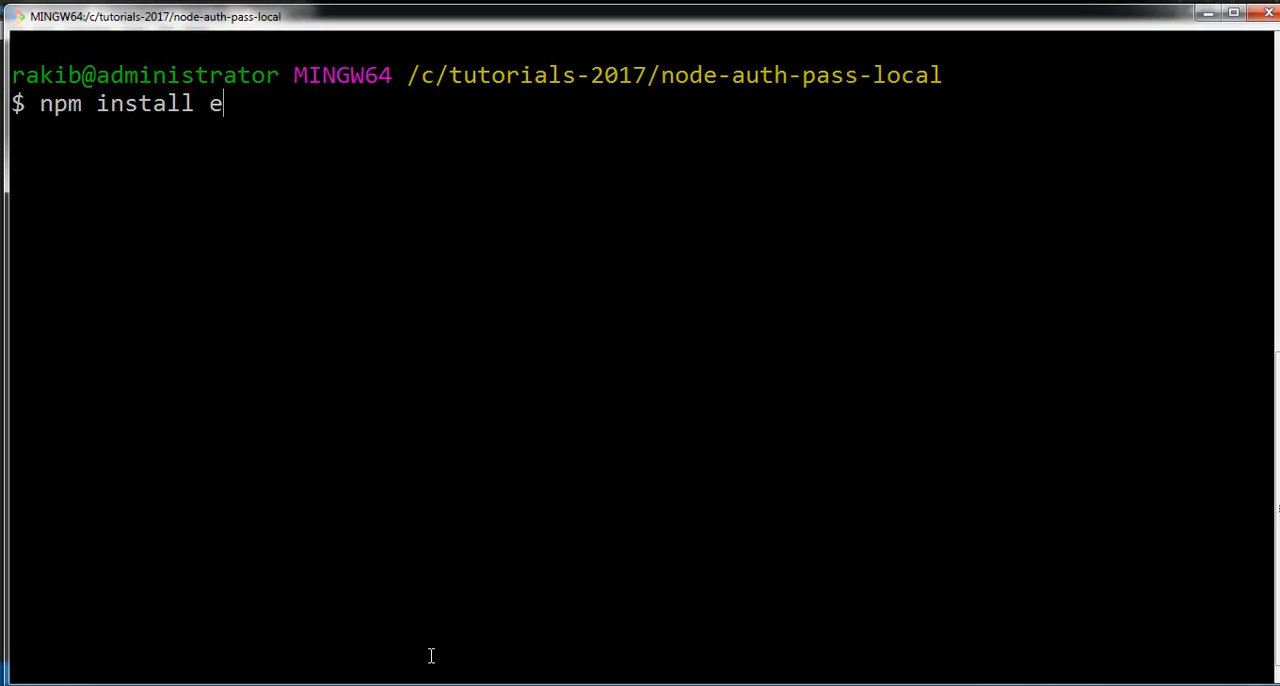 MINGW64:/c/tutorials-2017/node-auth-pass-local
rakib@administrator MINGW64 /c/tutorials-2017/node-auth-pass-local
$ npm install e